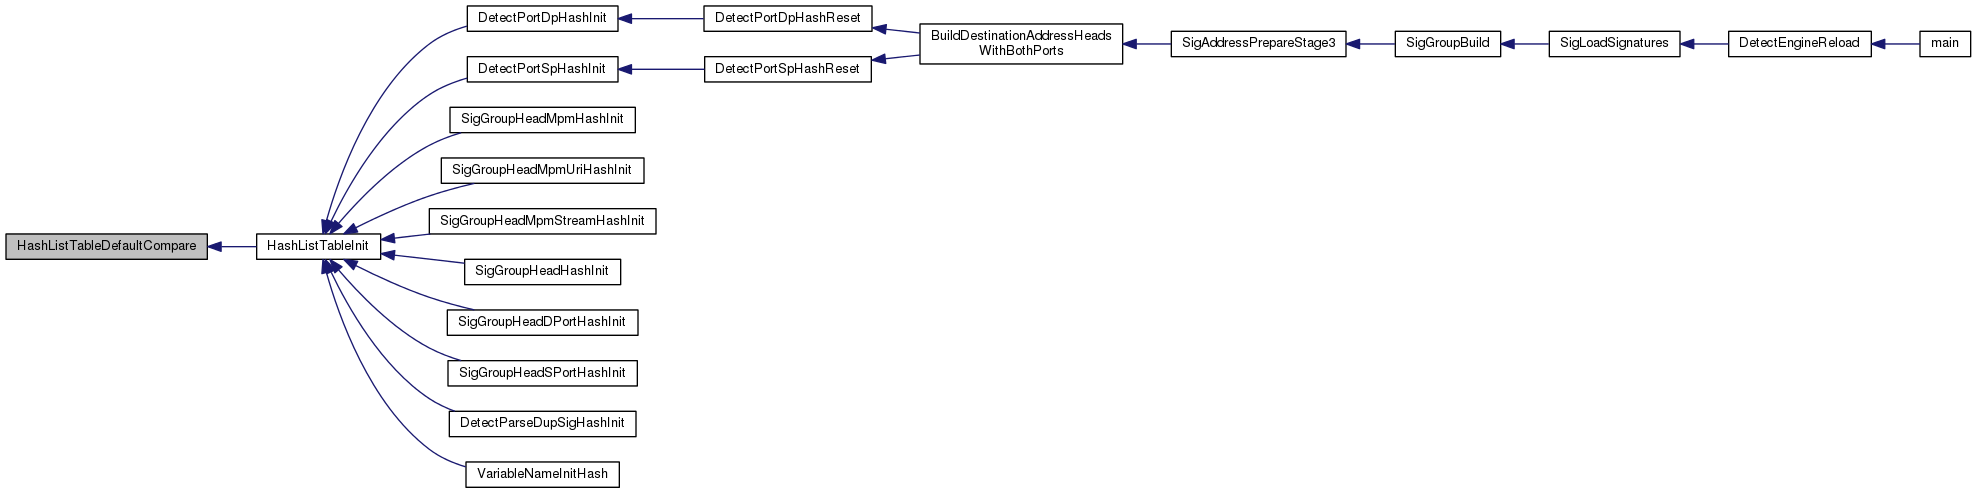 DetectPortDpHashInit
DetectPortDpHashReset
BuildDestinationAddressHeads
WithBothPorts
SigAddressPrepareStage3
SigGroupBuild
SigLoadSignatures
DetectEngineReload
main
DetectPortSpHashInit
DetectPortSpHashReset
SigGroupHeadMpmHashInit
SigGroupHeadMpmUriHashInit
SigGroupHeadMpmStreamHashInit
HashListTableDefaultCompare
HashListTableInit
SigGroupHeadHashInit
SigGroupHeadDPortHashInit
SigGroupHeadSPortHashInit
DetectParseDupSigHashInit
VariableNameInitHash